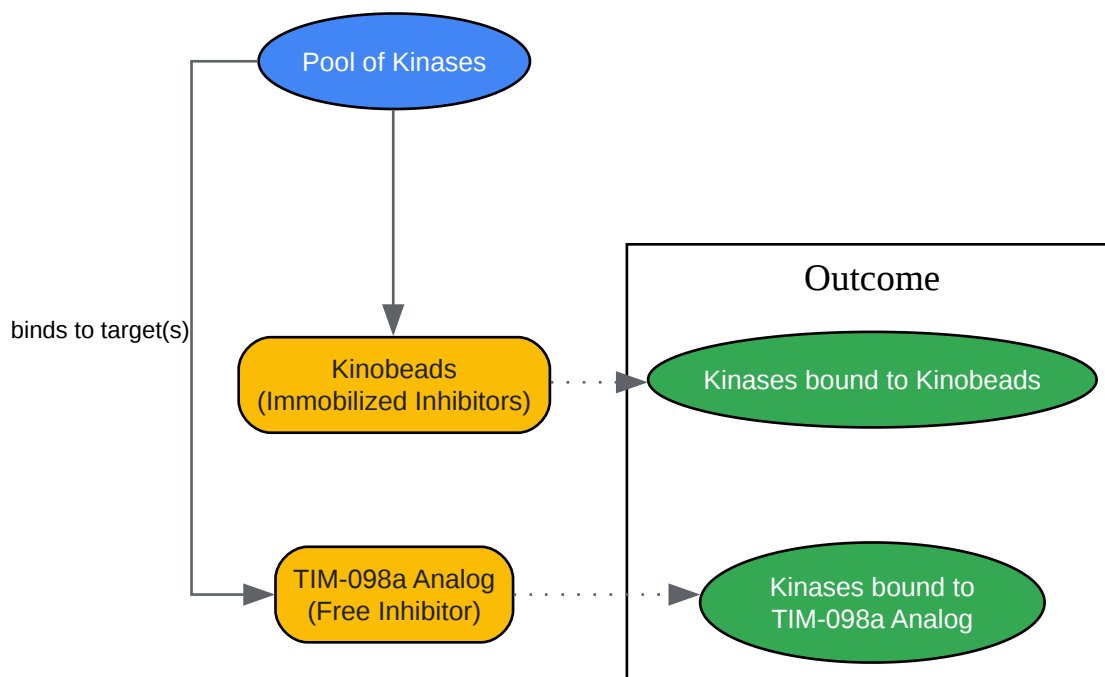 Pool of Kinases
binds to target(s)
Outcome
Kinobeads
(Immobilized Inhibitors)
Kinases bound to Kinobeads
TIM-098a Analog
(Free Inhibitor)
Kinases bound to
TIM-098a Analog